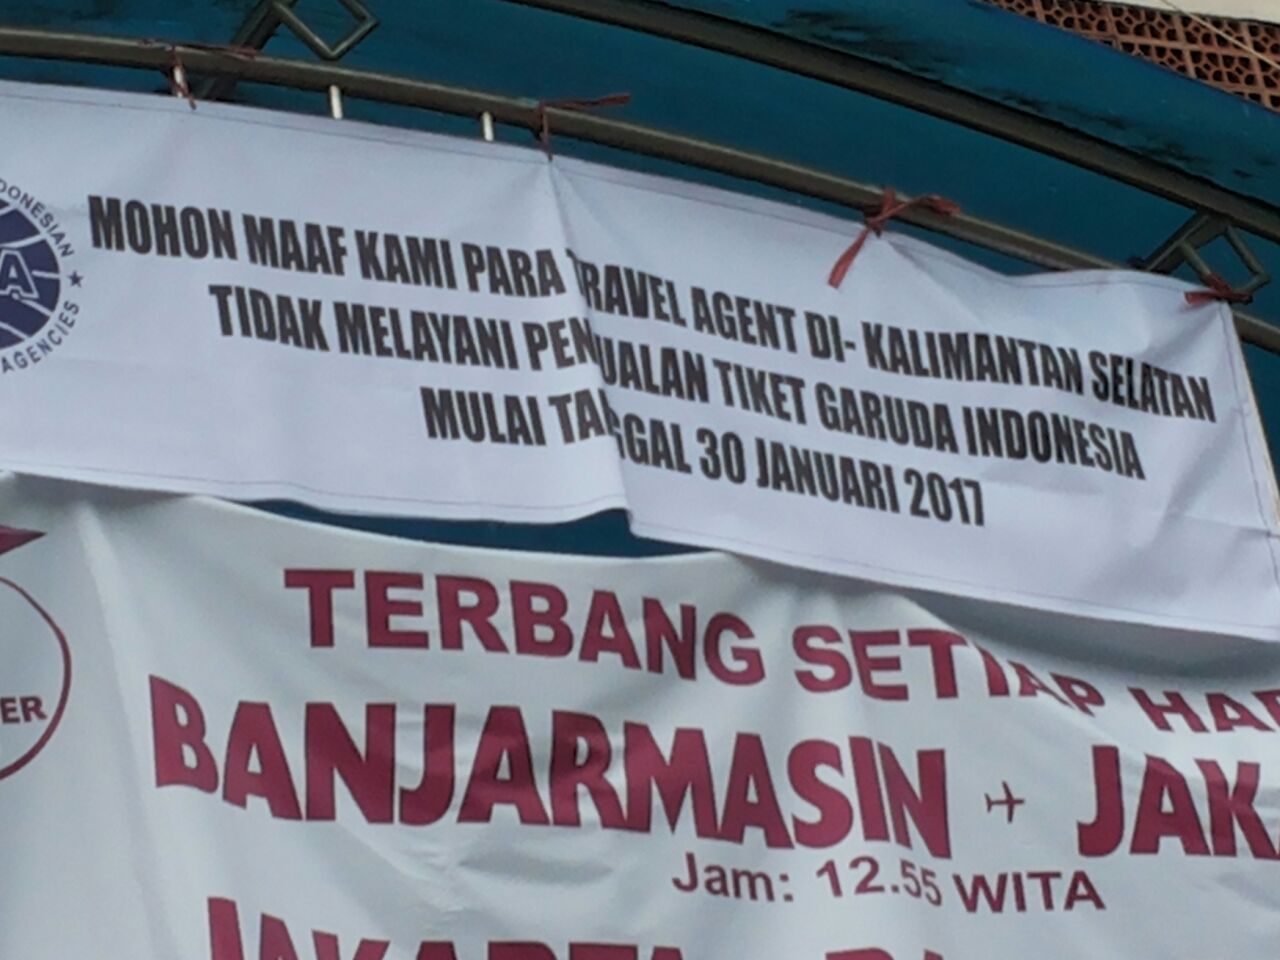 MOHON MAAF KAMI PARA TRAVEL AGENT DI- KALIMANTAN SELATAN
TIDAK MELAYANI PENJUALAN TIKET GARUDA INDONESIA
MULAI TANGGAL 30 JANUARI 2017
AGENCIES
TERBANG SETIAP
BANJARMASIN
Jam: 12.55 WITA